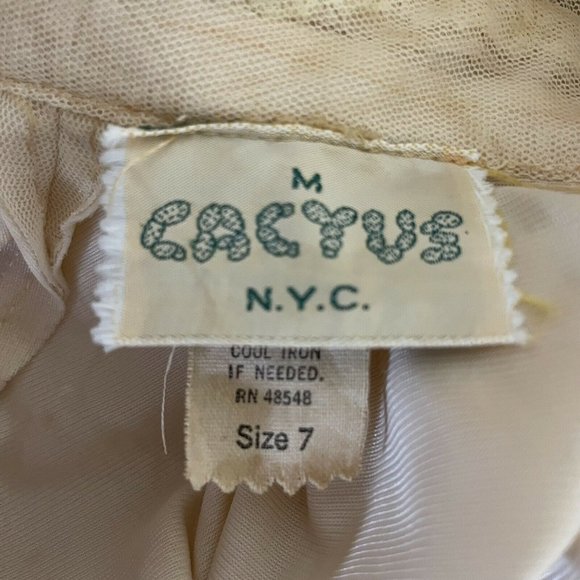 M
CACTUS
N.Y.C.
COOL IRON
IF NEEDED.
RN 48548
Size 7